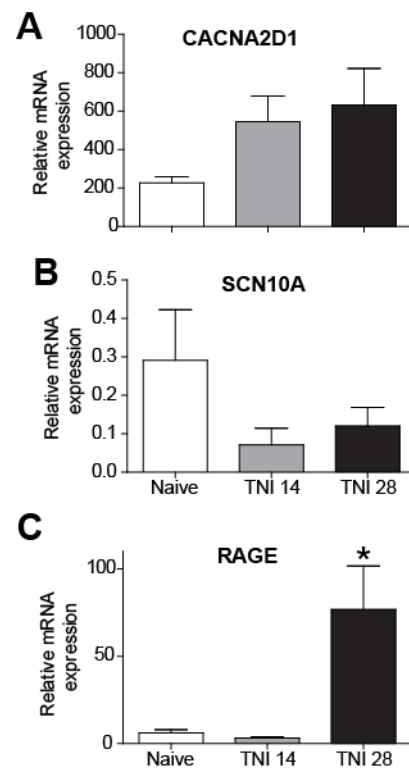 A
CACNA2D1
Relative mRNA
expression
1000
800
600
400
200
0
B
SCN10A
Relative mRNA
expression
0.5
0.4
0.3
0.2
0.1
0.0
Naive TNI 14 TNI 28
C
RAGE
*
Relative mRNA
expression
100
50
0
Naive TNI 14 TNI 28